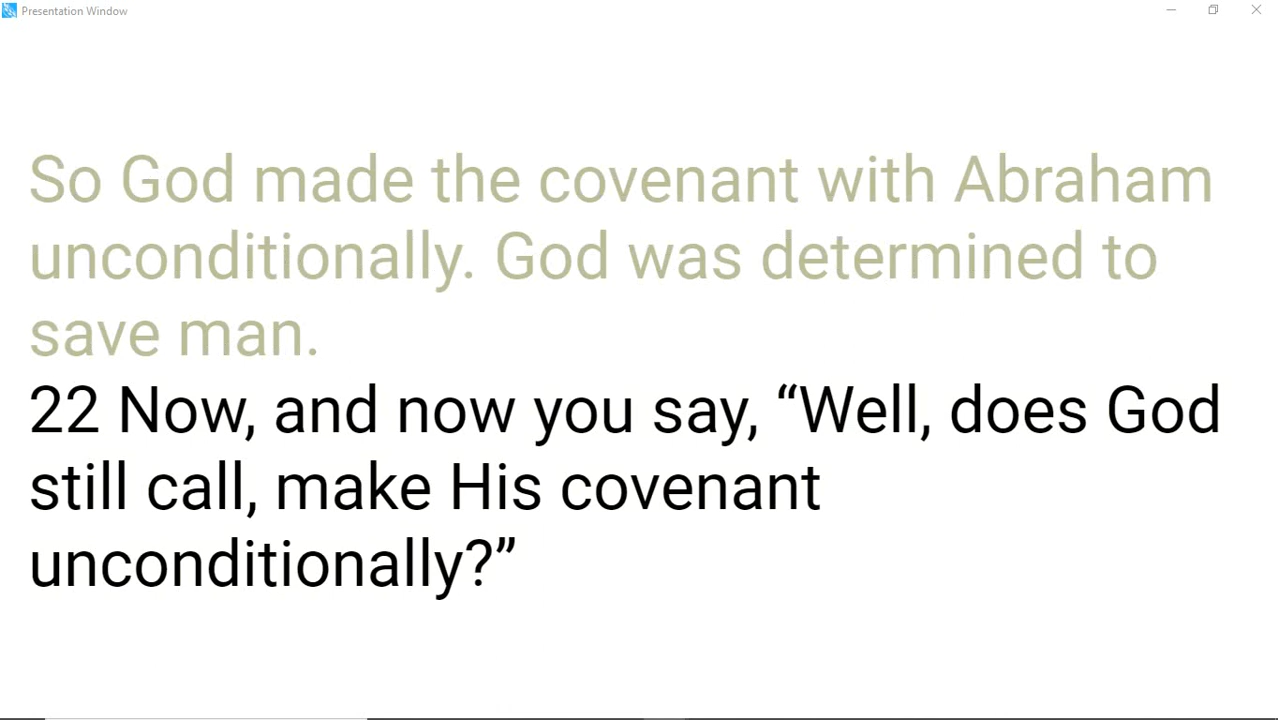 Presentation Window
So God made the covenant with Abraham
unconditionally. God was determined to
save man.
22 Now, and now you say, “Well, does God
still call, make His covenant
unconditionally?”